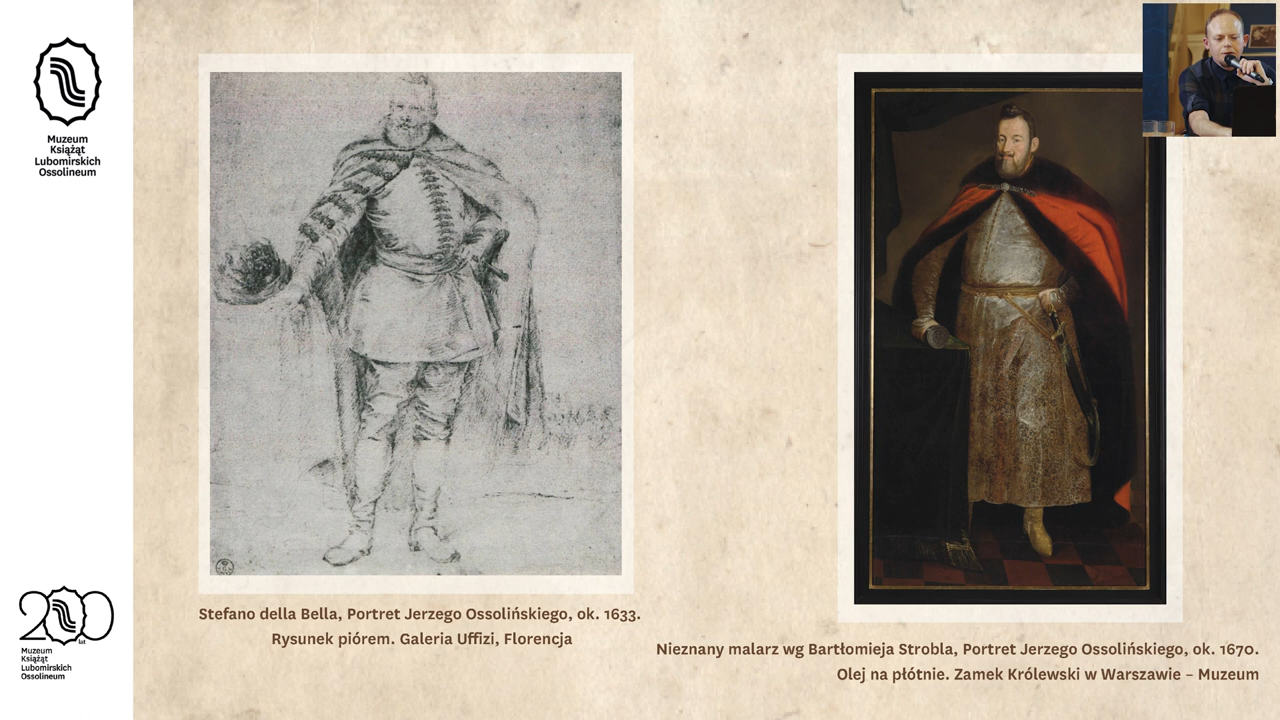 Muzeum
Książąt
Lubomirskich
Ossolineum
Stefano della Bella, Portret Jerzego Ossolińskiego, ok. 1633.
Rysunek piórem. Galeria Uffizi, Florencja
Nieznany malarz wg Bartłomieja Strobla, Portret Jerzego Ossolińskiego, ok. 1670.
Olej na płótnie. Zamek Królewski w Warszawie – Muzeum
200
lat
Muzeum
Książąt
Lubomirskich
Ossolineum